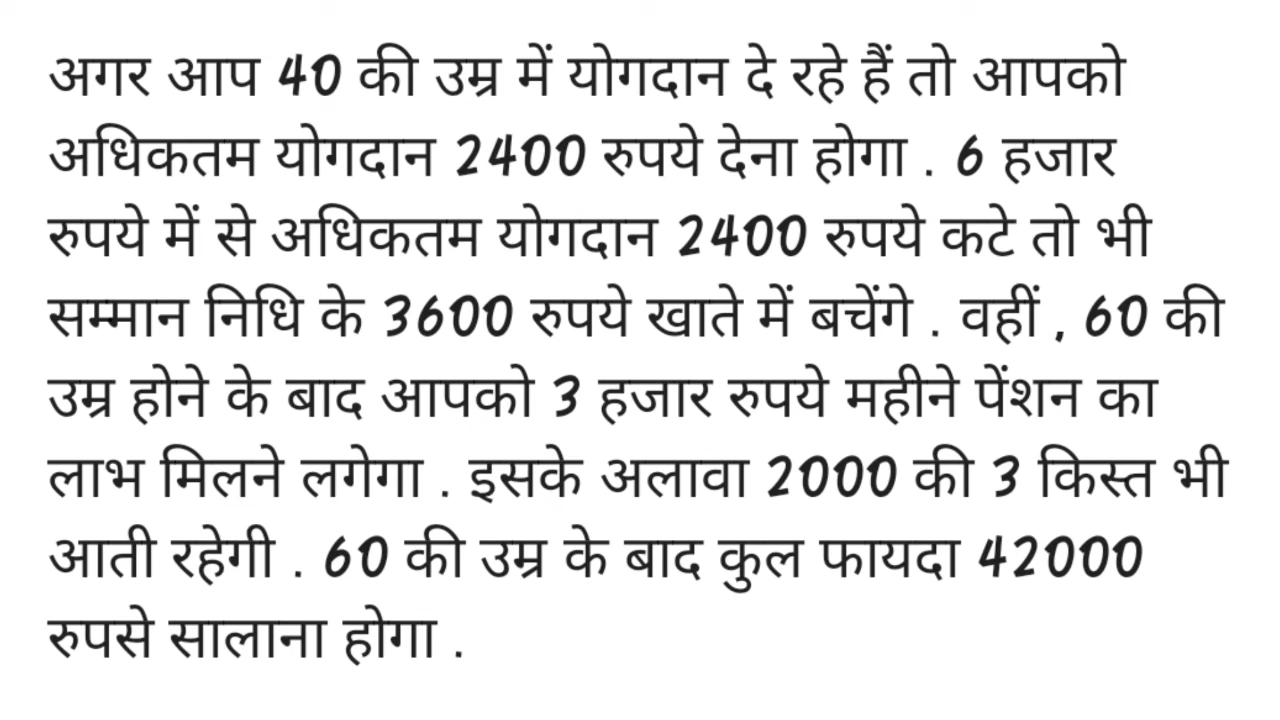 अगर आप 40 की उम्र में योगदान दे रहे हैं तो आपको
अधिकतम योगदान 2400 रुपये देना होगा . 6 हजार
रुपये में से अधिकतम योगदान 2400 रुपये कटे तो भी
सम्मान निधि के 3600 रुपये खाते में बचेंगे . वहीं , 60 की
उम्र होने के बाद आपको 3 हजार रुपये महीने पेंशन का
लाभ मिलने लगेगा . इसके अलावा 2000 की 3 किस्त भी
आती रहेगी . 60 की उम्र के बाद कुल फायदा 42000
रुपसे सालाना होगा .